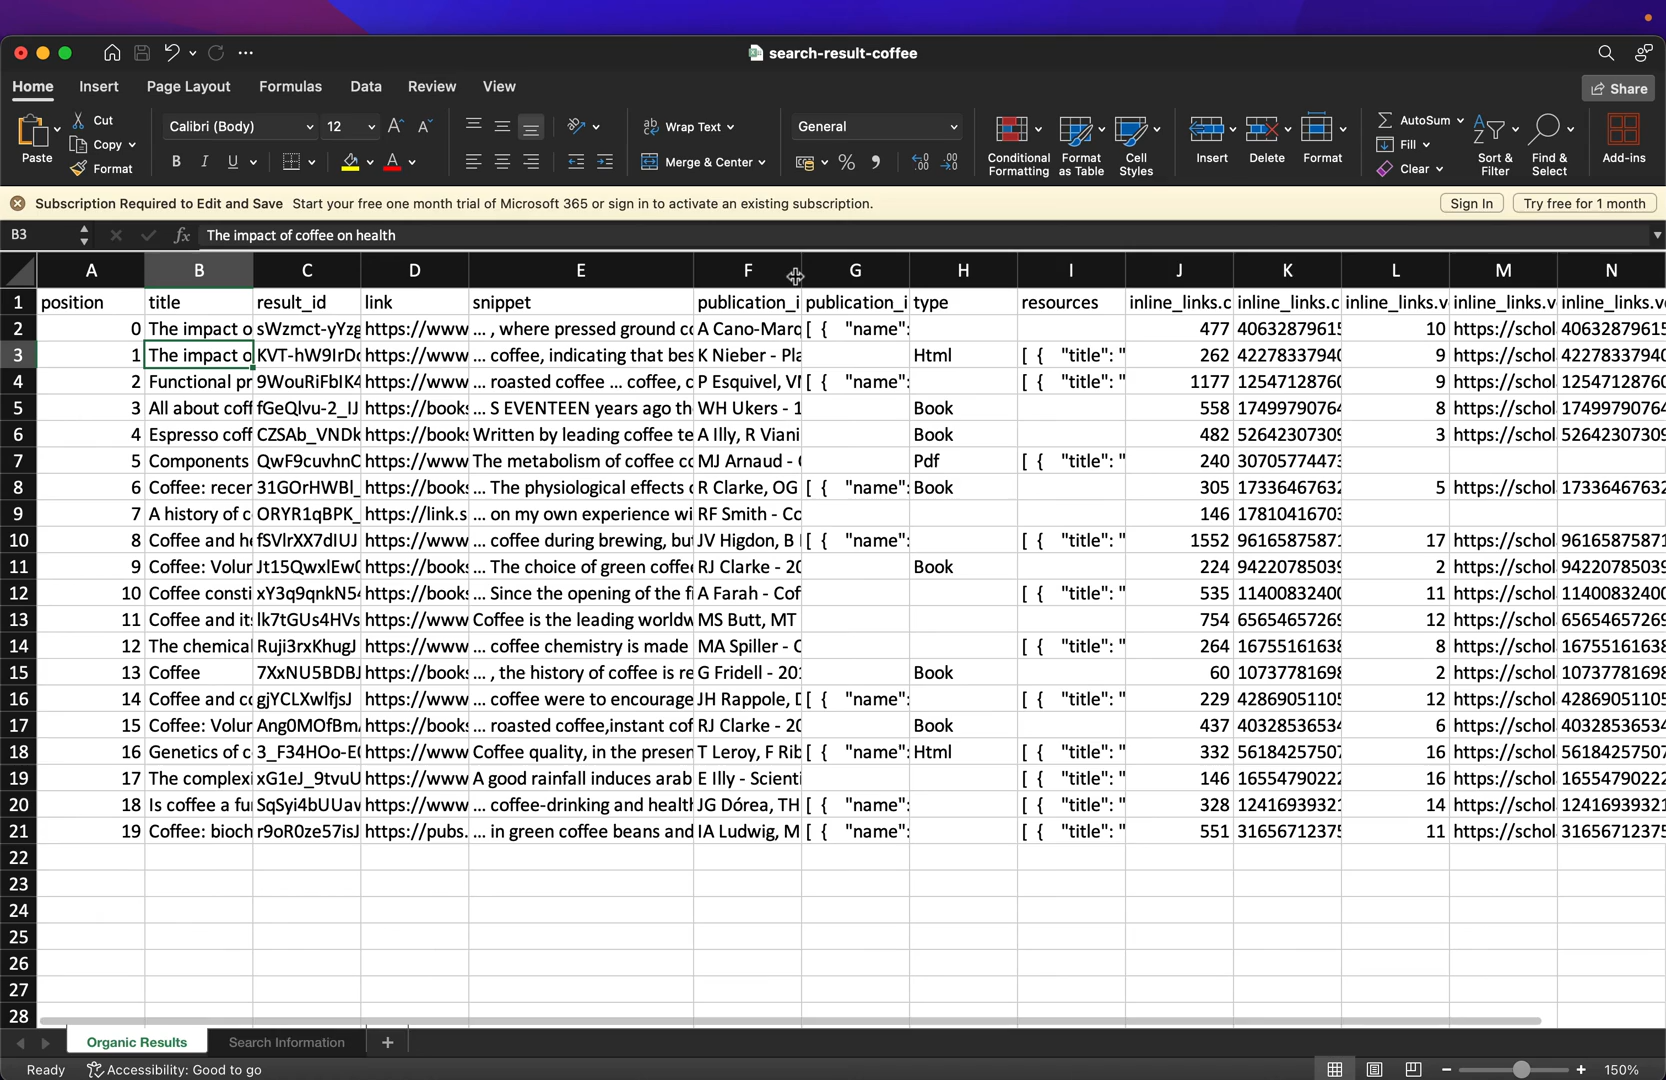 search-result-coffee
Home Insert Page Layout Formulas Data Review View Share
Paste Cut Copy Format
Calibri (Body) 12
B I U
Wrap Text
Merge & Center
General
Conditional Formatting
Format as Table
Cell Styles
Insert Delete Format
AutoSum
Fill
Clear
Sort & Filter
Find & Select
Add-ins
Subscription Required to Edit and Save Start your free one month trial of Microsoft 365 or sign in to activate an existing subscription. Sign In Try free for 1 month
B3 fx The impact of coffee on health
A B C D E F G H I J K L M N
1 position title result_id link snippet publication_i publication_i type resources inline_links.c inline_links.c inline_links.v inline_links.v inline_links.ve
2 0 The impact o sWzmct-yYzg https://www ... , where pressed ground co A Cano-Marq [ { "name": 477 40632879615 10 https://schol 40632879615
3 1 The impact o KVT-hW9IrDc https://www ... coffee, indicating that bes K Nieber - Pla Html [ { "title": " 262 42278337940 9 https://schol 42278337940
4 2 Functional pr 9WouRiFbIK4 https://www ... roasted coffee ... coffee, c P Esquivel, VM [ { "name": [ { "title": " 1177 12547128760 9 https://schol 12547128760
5 3 All about coff fGeQlvu-2_IJ https://books ... S EVENTEEN years ago th WH Ukers - 1 Book 558 17499790764 8 https://schol 17499790764
6 4 Espresso coff CZSAb_VNDk https://books Written by leading coffee te A Illy, R Viani Book 482 52642307309 3 https://schol 52642307309
7 5 Components QwF9cuvhnC https://www The metabolism of coffee co MJ Arnaud - Pdf [ { "title": " 240 30705774473
8 6 Coffee: recer 31GOrHWBl_ https://books ... The physiological effects R Clarke, OG [ { "name": Book 305 17336467632 5 https://schol 17336467632
9 7 A history of c ORYR1qBPK_ https://link.s ... on my own experience wi RF Smith - Co 146 17810416703
10 8 Coffee and he fSVlrXX7dIUJ https://www ... coffee during brewing, but JV Higdon, B [ { "name": [ { "title": " 1552 96165875871 17 https://schol 96165875871
11 9 Coffee: Volur Jt15QwxlEw0 https://books ... The choice of green coffee RJ Clarke - 20 Book 224 94220785039 2 https://schol 94220785039
12 10 Coffee consti xY3q9qnkN54 https://books ... Since the opening of the fi A Farah - Cof [ { "title": " 535 11400832400 11 https://schol 11400832400
13 11 Coffee and its lk7tGUs4HVs https://www Coffee is the leading worldw MS Butt, MT 754 65654657269 12 https://schol 65654657269
14 12 The chemical Ruji3rxKhugJ https://www ... coffee chemistry is made MA Spiller - C [ { "title": " 264 16755161638 8 https://schol 16755161638
15 13 Coffee 7XxNU5BDBJ https://books ... , the history of coffee is re G Fridell - 201 Book 60 10737781698 2 https://schol 10737781698
16 14 Coffee and co gjYCLXwlfjsJ https://www ... coffee were to encourage JH Rappole, D [ { "name": [ { "title": " 229 42869051105 12 https://schol 42869051105
17 15 Coffee: Volur Ang0MOfBm https://books ... roasted coffee,instant cof RJ Clarke - 20 Book 437 40328536534 6 https://schol 40328536534
18 16 Genetics of c 3_F34HOo-E https://www Coffee quality, in the presen T Leroy, F Rib [ { "name": Html [ { "title": " 332 56184257507 16 https://schol 56184257507
19 17 The complexi xG1eJ_9tvuU https://www A good rainfall induces arab E Illy - Scienti [ { "title": " 146 16554790222 16 https://schol 16554790222
20 18 Is coffee a fu SqSyi4bUUav https://www ... coffee-drinking and health JG Dórea, TH [ { "name": [ { "title": " 328 12416939321 14 https://schol 12416939321
21 19 Coffee: bioch r9oR0ze57isJ https://pubs. ... in green coffee beans and IA Ludwig, M [ { "name": [ { "title": " 551 31656712375 11 https://schol 31656712375
22
23
24
25
26
27
28
Organic Results Search Information +
Ready Accessibility: Good to go 150%